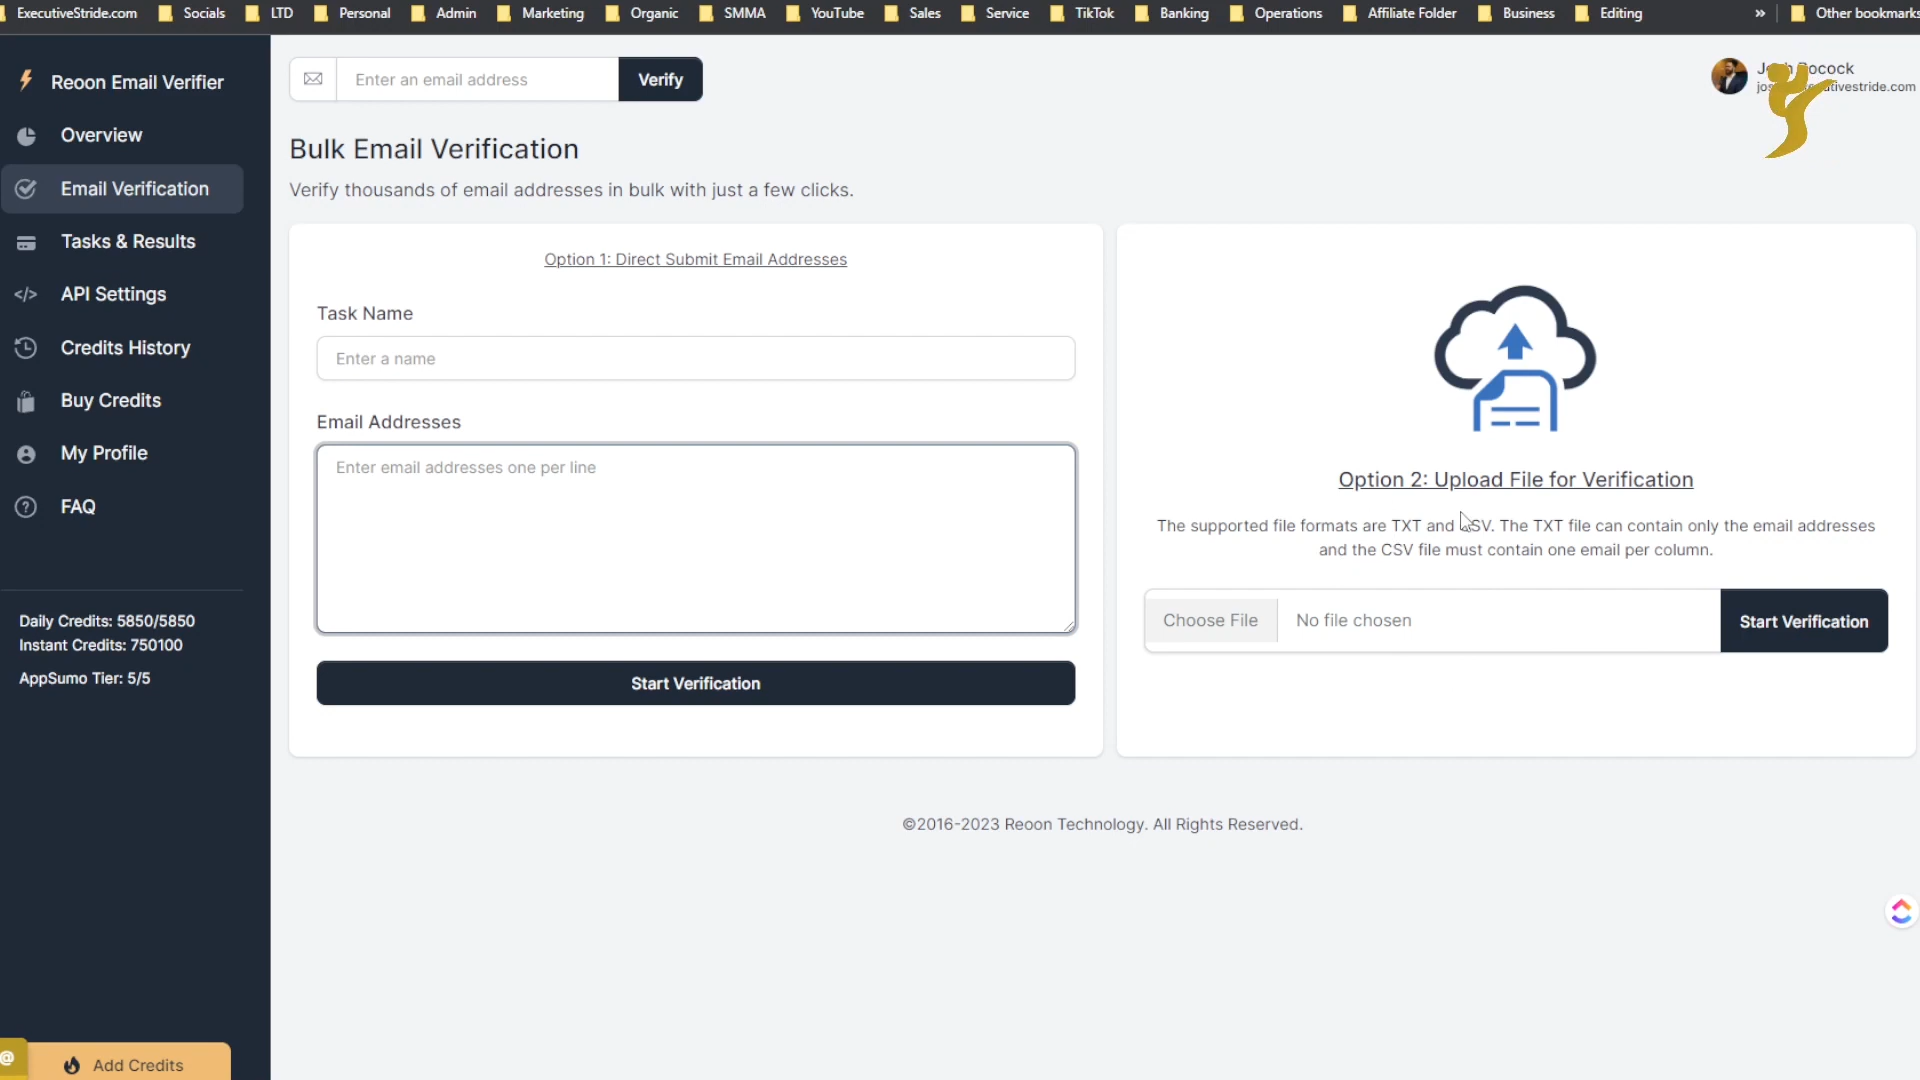 ExecutiveStride.com Socials LTD Personal Admin Marketing Organic SMMA YouTube Sales Service TikTok Banking Operations Affiliate Folder Business Editing » Other bookmarks
Reoon Email Verifier
Overview
Email Verification
Tasks & Results
API Settings
Credits History
Buy Credits
My Profile
FAQ
Daily Credits: 5850/5850
Instant Credits: 750100
AppSumo Tier: 5/5
@
Add Credits
Enter an email address
Verify
Bulk Email Verification
Verify thousands of email addresses in bulk with just a few clicks.
Option 1: Direct Submit Email Addresses
Task Name
Enter a name
Email Addresses
Enter email addresses one per line
Start Verification
Option 2: Upload File for Verification
The supported file formats are TXT and CSV. The TXT file can contain only the email addresses
and the CSV file must contain one email per column.
Choose File No file chosen
Start Verification
©2016-2023 Reoon Technology. All Rights Reserved.